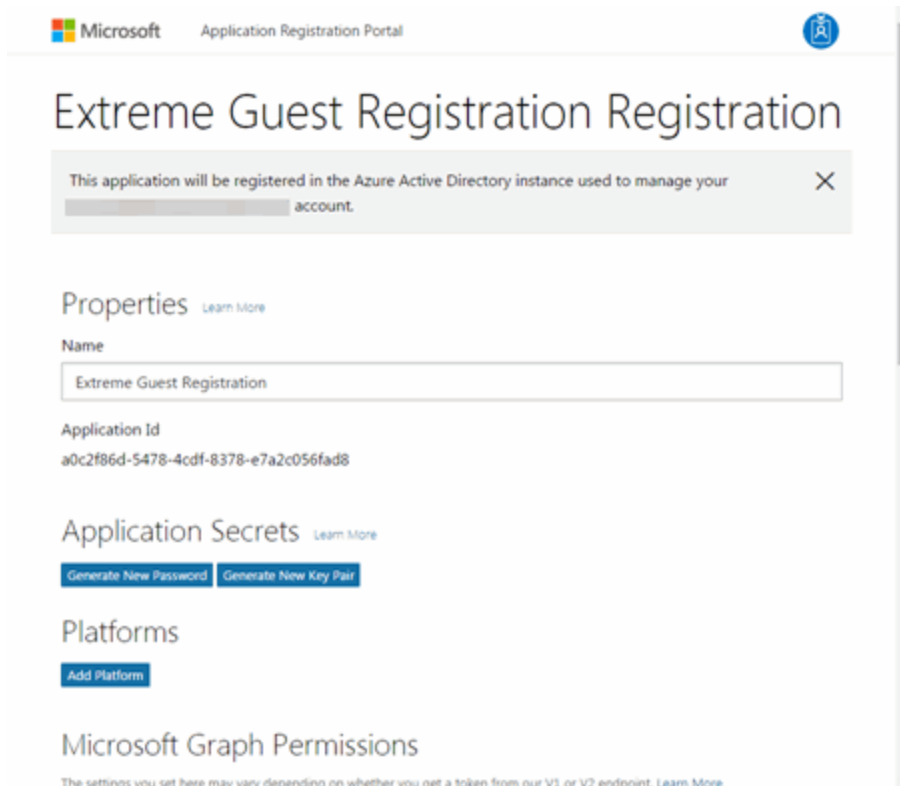 Microsoft Application Registration Portal
Extreme Guest Registration Registration
This application will be registered in the Azure Active Directory instance used to manage your
account.
Properties Learn More
Name
Extreme Guest Registration
Application Id
a0c2f86d-5478-4cdf-8378-e7a2c056fad8
Application Secrets Learn More
Generate New Password Generate New Key Pair
Platforms
Add Platform
Microsoft Graph Permissions
The settings you set here may vary depending on whether you get a token from our V1 or V2 endpoint. Learn More